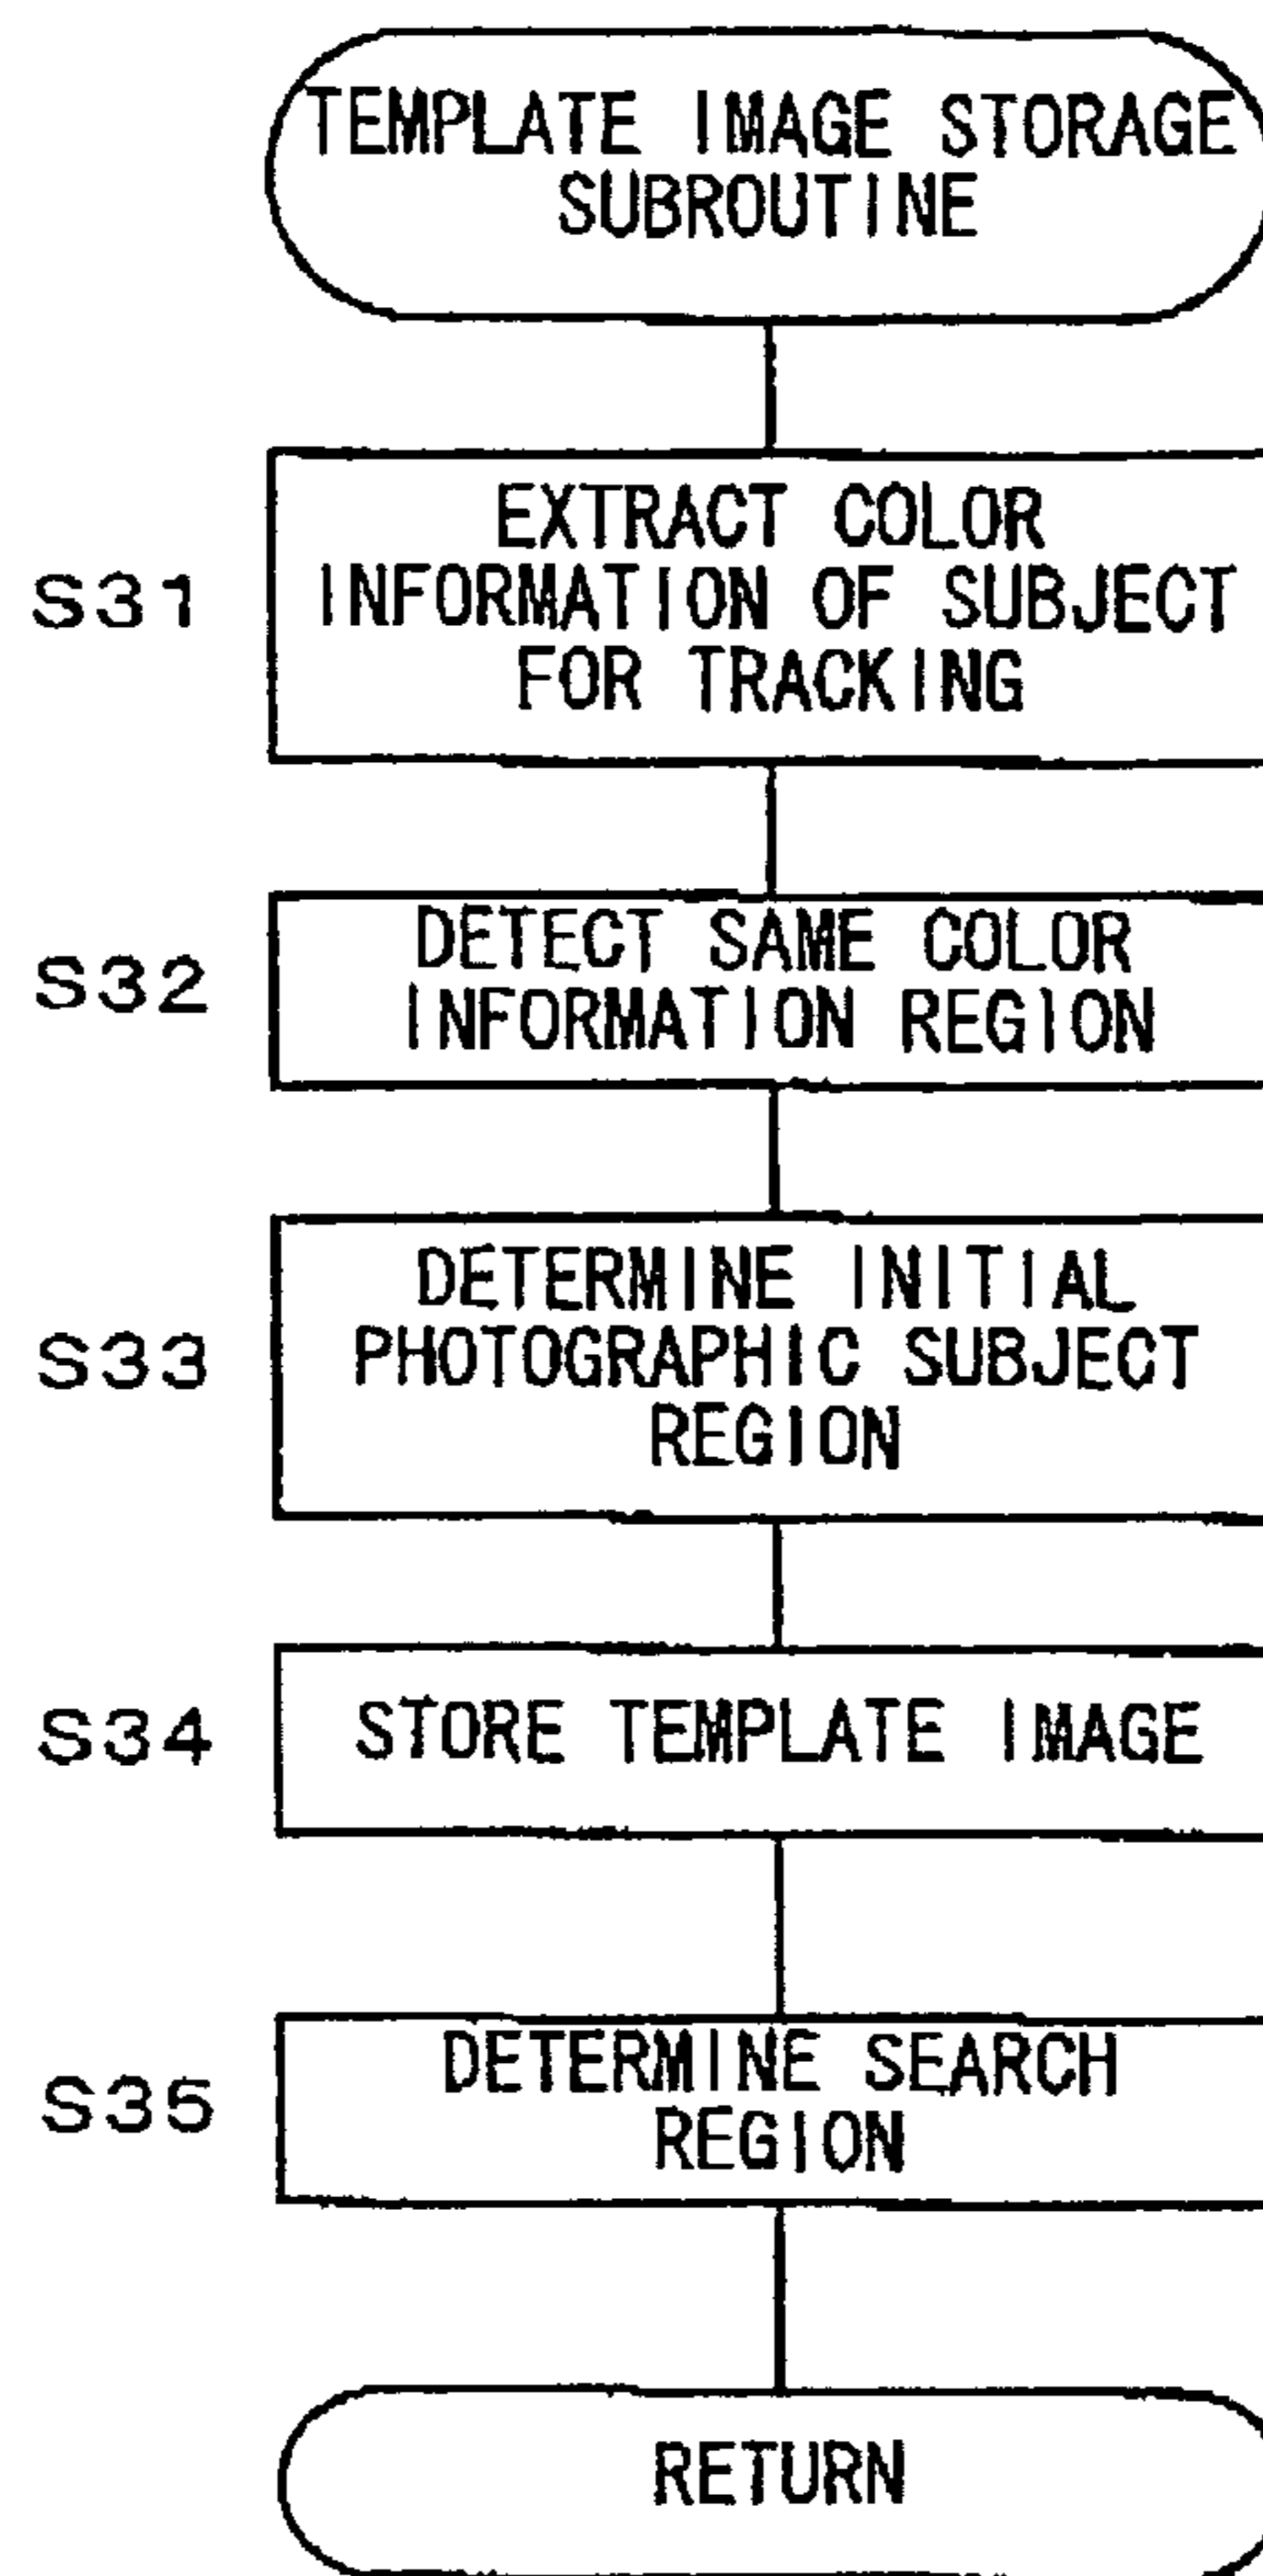 TEMPLATE IMAGE STORAGE
SUBROUTINE
EXTRACT COLOR
S31 INFORMATION OF SUBJECT
FOR TRACKING
DETECT SAME COLOR
S32 INFORMATION REGION
DETERMINE INITIAL
S33 PHOTOGRAPHIC SUBJECT
REGION
S34 STORE TEMPLATE IMAGE
DETERMINE SEARCH
S35 REGION
RETURN